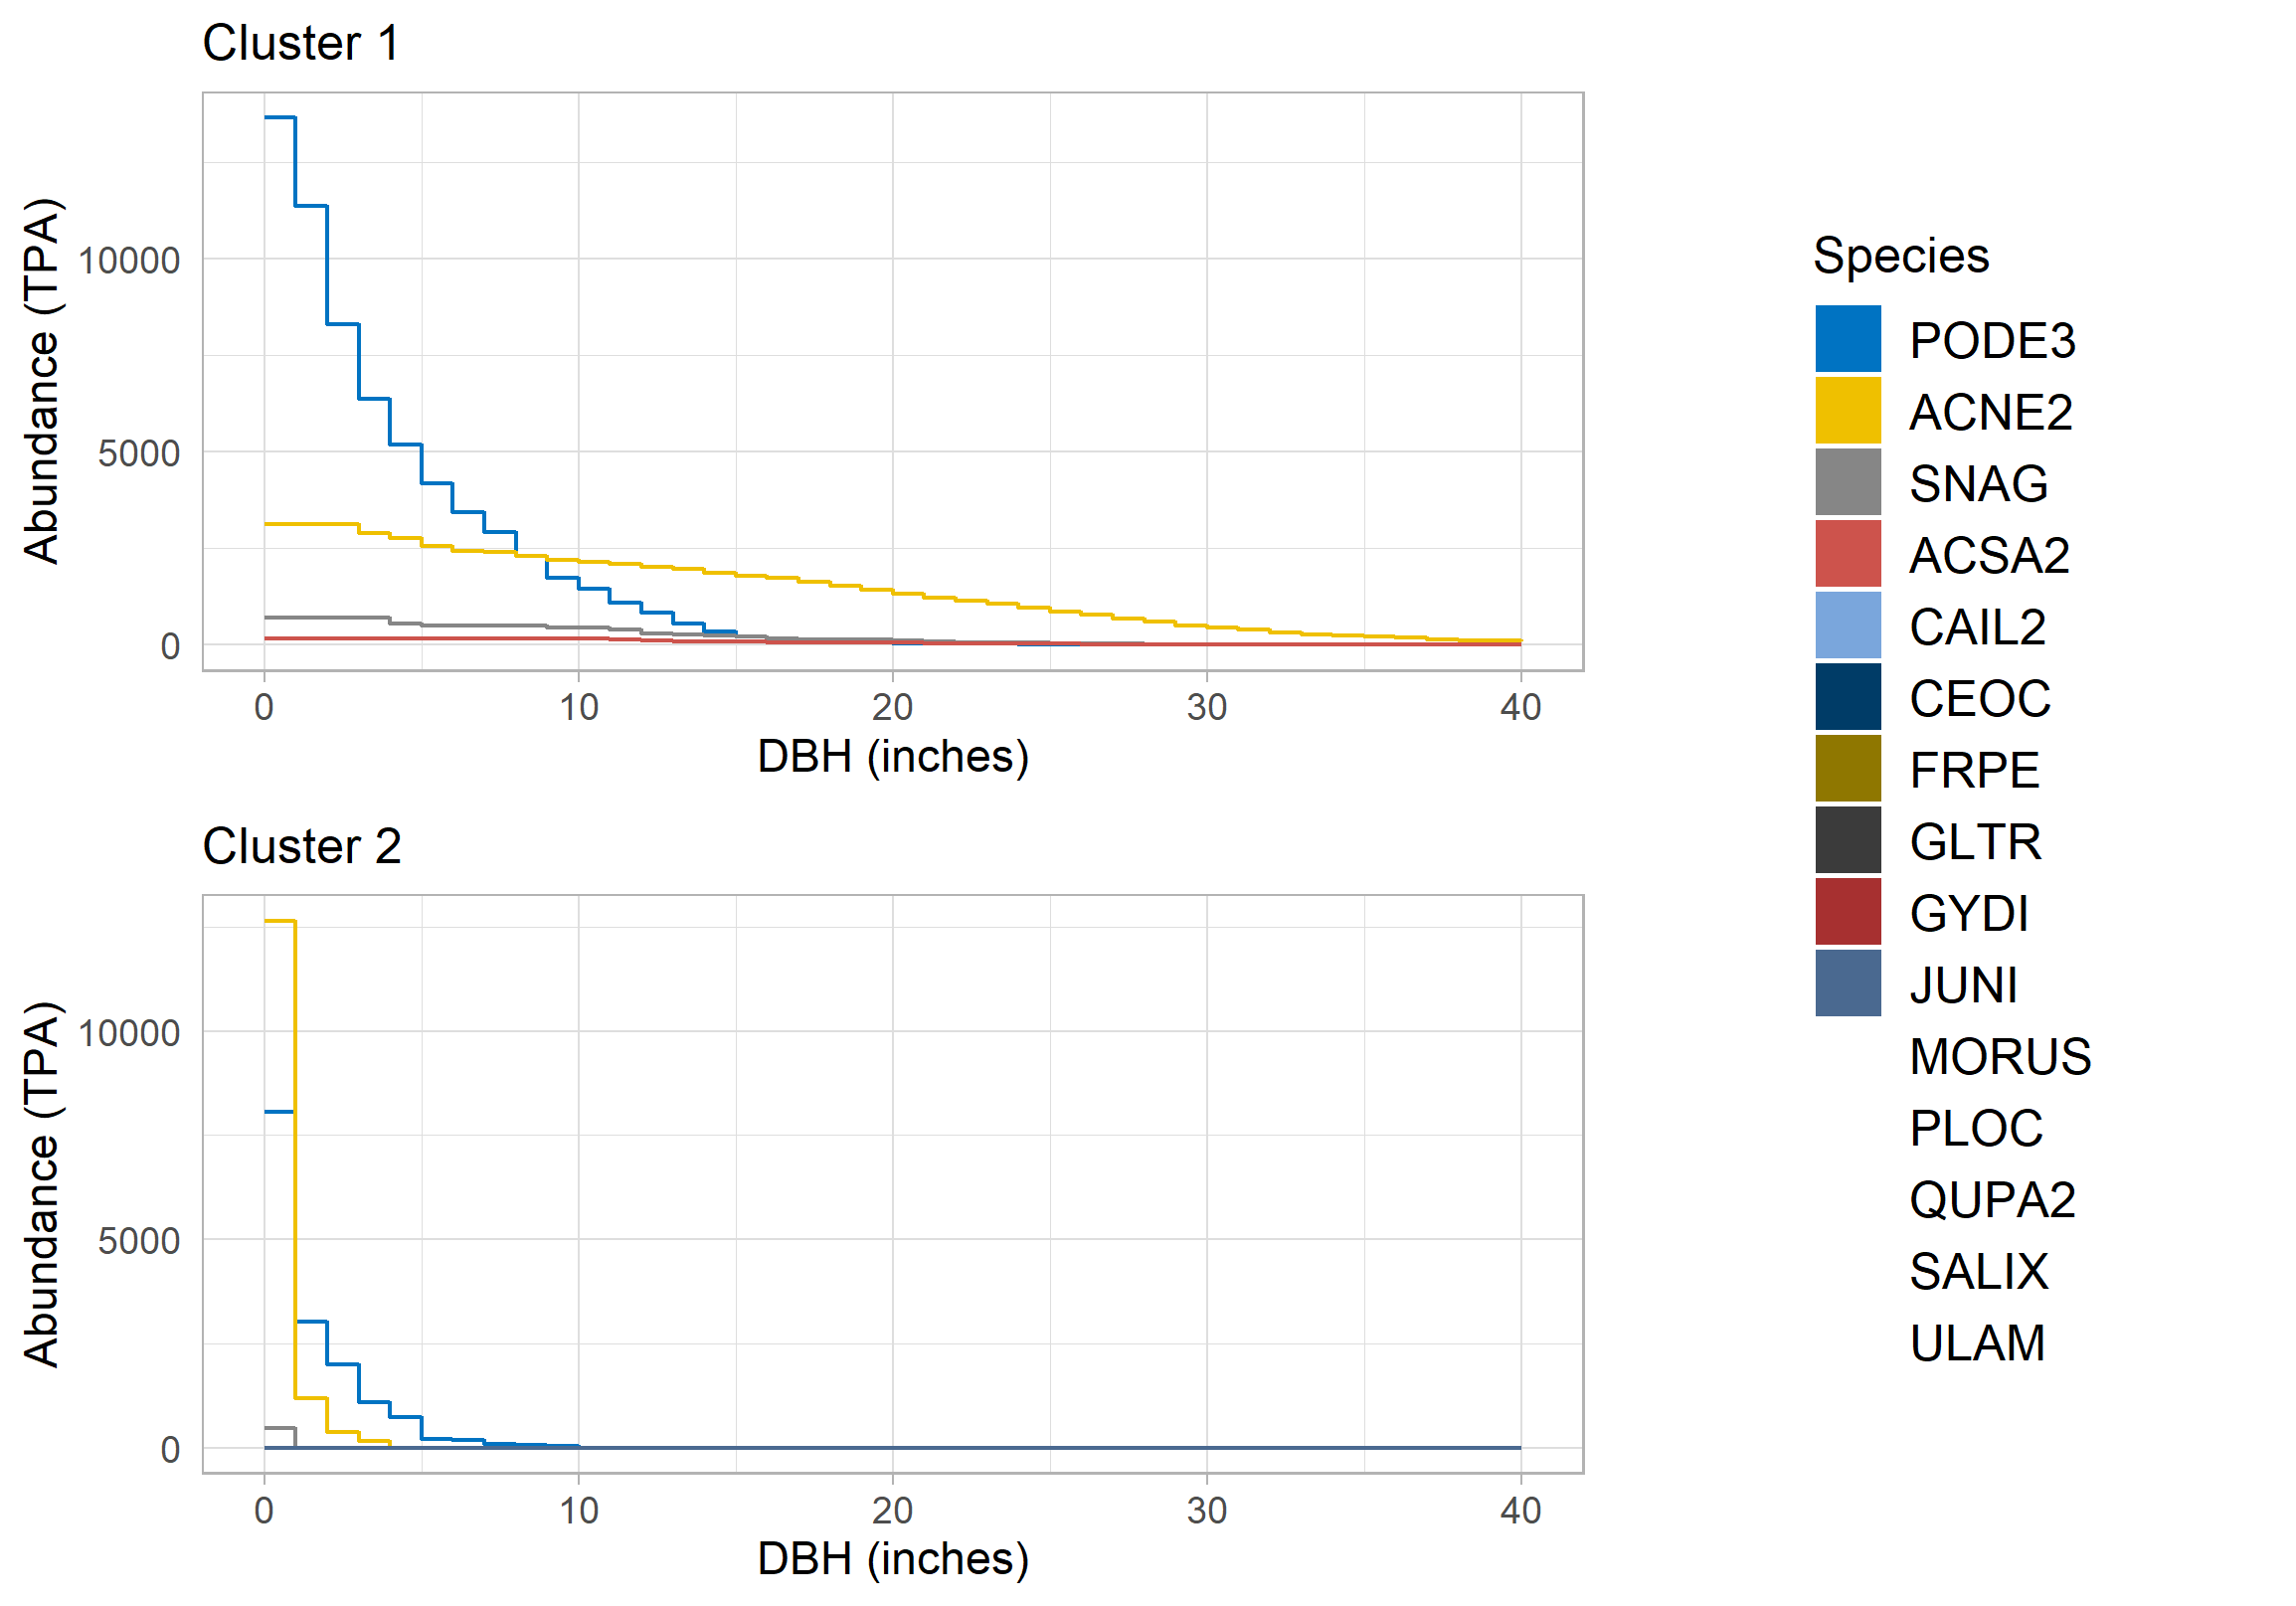 Cluster 1
Abundance (TPA)
10000
5000
0
0 10 20 30 40
DBH (inches)
Cluster 2
Abundance (TPA)
10000
5000
0
0 10 20 30 40
DBH (inches)
Species
PODE3
ACNE2
SNAG
ACSA2
CAIL2
CEOC
FRPE
GLTR
GYDI
JUNI
MORUS
PLOC
QUPA2
SALIX
ULAM